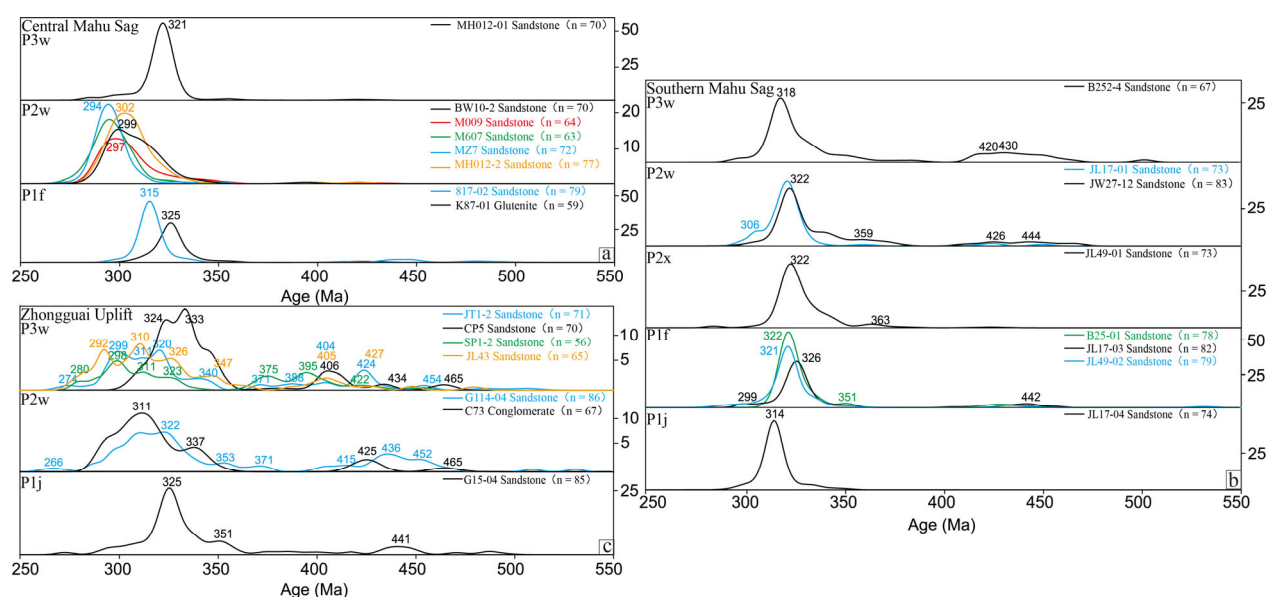 Central Mahu Sag
P3w
321
MH012-01 Sandstone（n = 70）
50
25
P2w
294
302
299
297
BW10-2 Sandstone（n = 70）
M009 Sandstone（n = 64）
M607 Sandstone（n = 63）
MZ7 Sandstone（n = 72）
MH012-2 Sandstone（n = 77）
20
10
P1f
315
325
817-02 Sandstone（n = 79）
K87-01 Glutenite（n = 59）
50
25
a
250 300 350 400 450 500 550
Age (Ma)
Southern Mahu Sag
P3w
318
420 430
B252-4 Sandstone（n = 67）
25
P2w
306
322
359
426
444
JL17-01 Sandstone（n = 73）
JW27-12 Sandstone（n = 83）
25
P2x
322
363
JL49-01 Sandstone（n = 73）
25
P1f
322
321
326
299
351
442
B25-01 Sandstone（n = 78）
JL17-03 Sandstone（n = 82）
JL49-02 Sandstone（n = 79）
50
25
P1j
314
JL17-04 Sandstone（n = 74）
25
b
250 300 350 400 450 500 550
Age (Ma)
Zhongguai Uplift
P3w
274
280
292
299
298
310
311
311
320
323
324
326
333
340
347
371
375
388
395
404
405
406
422
424
427
434
454
465
JT1-2 Sandstone（n = 71）
CP5 Sandstone（n = 70）
SP1-2 Sandstone（n = 56）
JL43 Sandstone（n = 65）
10
5
P2w
266
311
322
337
353
371
415
425
436
452
465
G114-04 Sandstone（n = 86）
C73 Conglomerate（n = 67）
10
5
P1j
325
351
441
G15-04 Sandstone（n = 85）
25
c
250 300 350 400 450 500 550
Age (Ma)